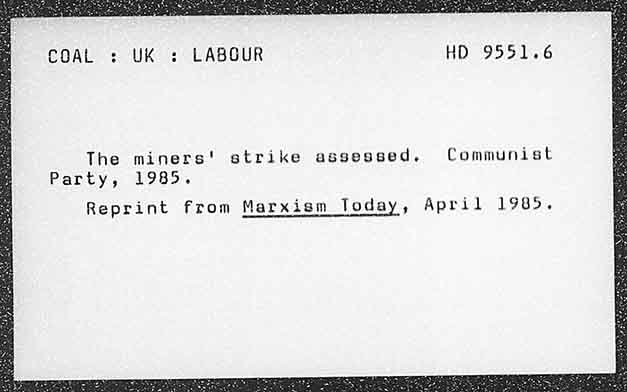 COAL : UK : LABOUR HD 9551.6
The miners' strike assessed. Communist
Party, 1985.
Reprint from Marxism Today, April 1985.